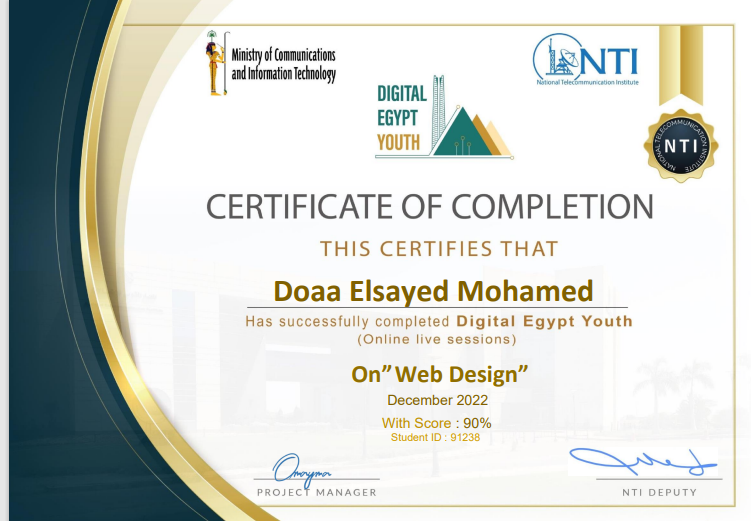 Ministry of Communications
and Information Technology
NTI
National Telecommunication Institute
DIGITAL
EGYPT
YOUTH
NATIONAL TELECOMMUNICATION INSTITUTE
NTI
NTI
CERTIFICATE OF COMPLETION
THIS CERTIFIES THAT
Doaa Elsayed Mohamed
Has successfully completed Digital Egypt Youth
(Online live sessions)
On"Web Design"
December 2022
With Score : 90%
Student ID : 91238
PROJECT MANAGER
NTI DEPUTY